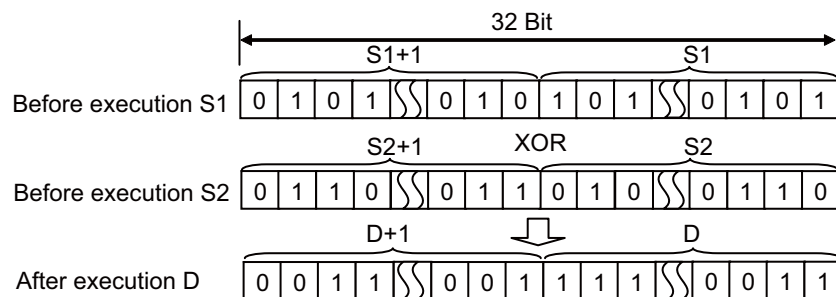 32 Bit
S1+1 S1
Before execution S1 0 1 0 1 0 1 0 1 0 1 0 1 0 1
S2+1 XOR S2
Before execution S2 0 1 1 0 0 1 1 0 1 0 0 1 1 0
D+1 D
After execution D 0 0 1 1 0 0 1 1 1 1 0 0 1 1